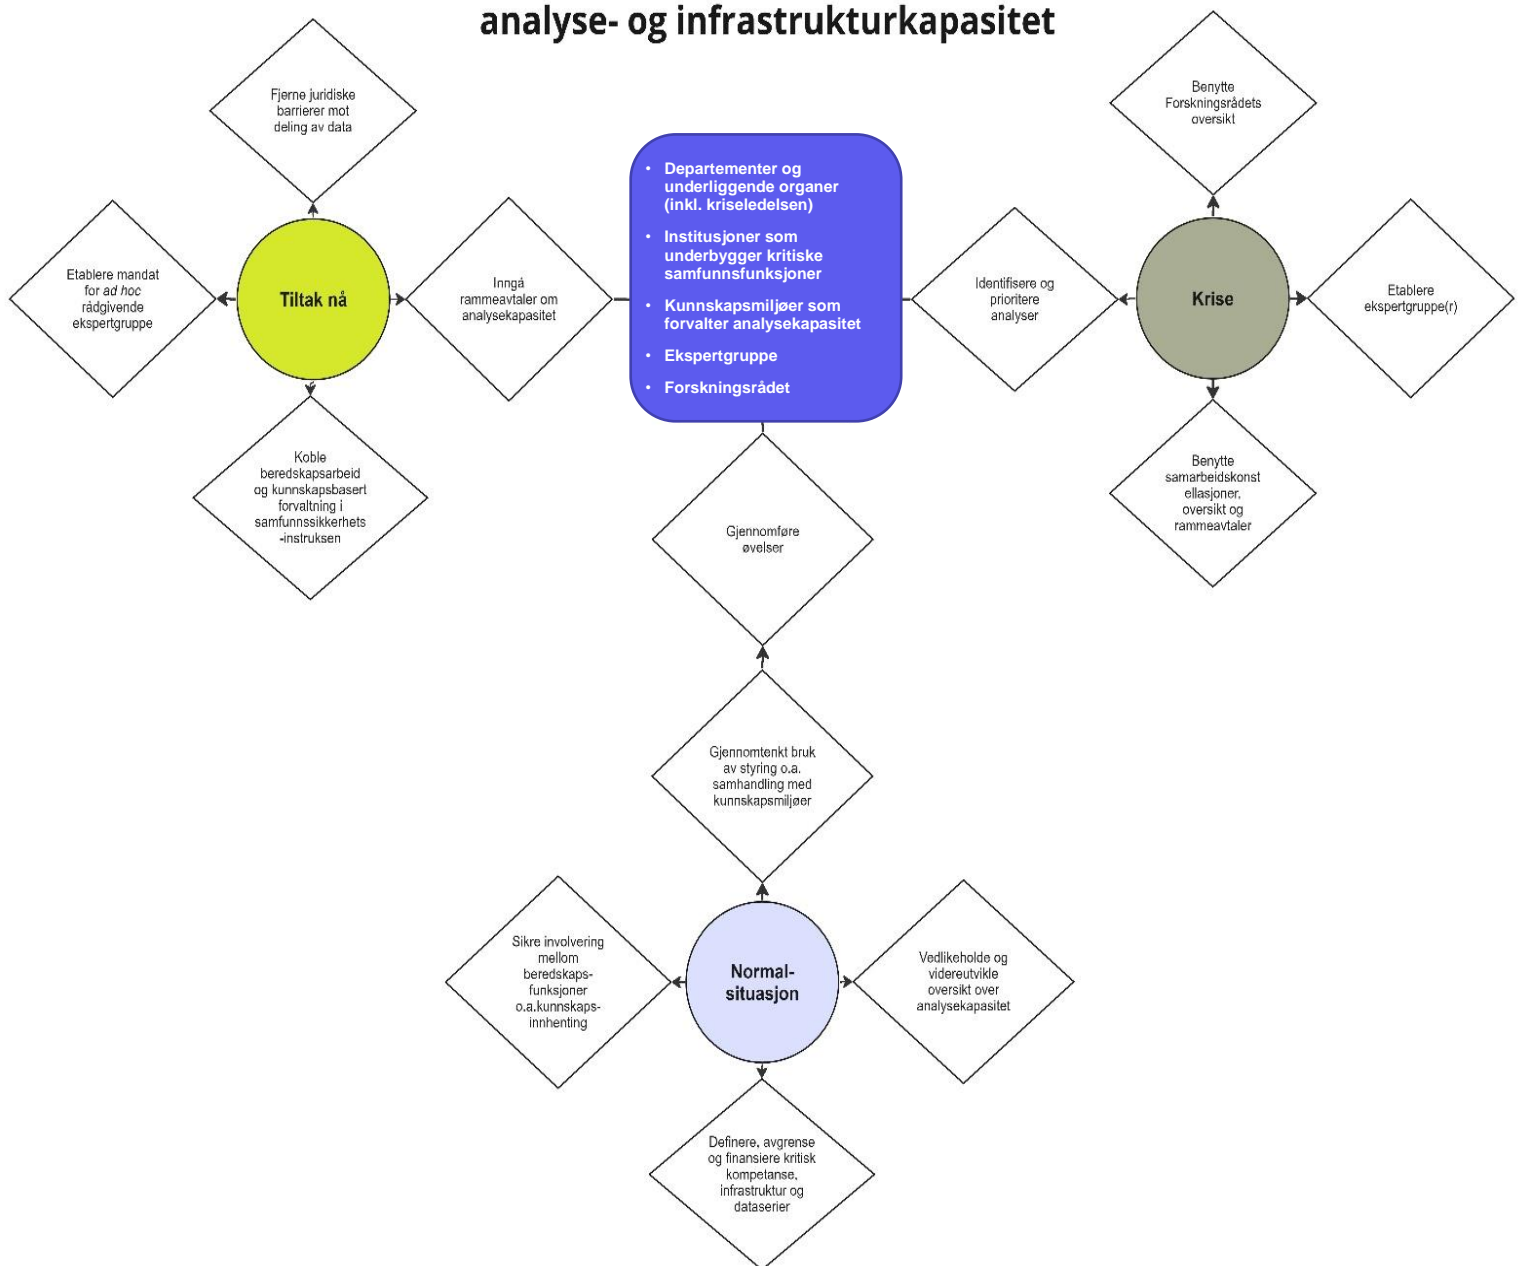 analyse- og infrastrukturkapasitet
Fjerne juridiske
barrierer mot
deling av data
Etablere mandat
for ad hoc
rådgivende
ekspertgruppe
Tiltak nå
Inngå
rammeavtaler om
analysekapasitet
Koble
beredskapsarbeid
og kunnskapsbasert
forvaltning i
samfunnssikkerhets
-instruksen
• Departementer og
underliggende organer
(inkl. kriseledelsen)
• Institusjoner som
underbygger kritiske
samfunnsfunksjoner
• Kunnskapsmiljøer som
forvalter analysekapasitet
• Ekspertgruppe
• Forskningsrådet
Benytte
Forskningsrådets
oversikt
Identifisere og
prioritere
analyser
Krise
Etablere
ekspertgruppe(r)
Benytte
samarbeidskonst
ellasjoner,
oversikt og
rammeavtaler
Gjennomføre
øvelser
Gjennomtenkt bruk
av styring o.a.
samhandling med
kunnskapsmiljøer
Sikre involvering
mellom
beredskaps-
funksjoner
o.a.kunnskaps-
innhenting
Normal-
situasjon
Vedlikeholde og
videreutvikle
oversikt over
analysekapasitet
Definere, avgrense
og finansiere kritisk
kompetanse,
infrastruktur og
dataserier